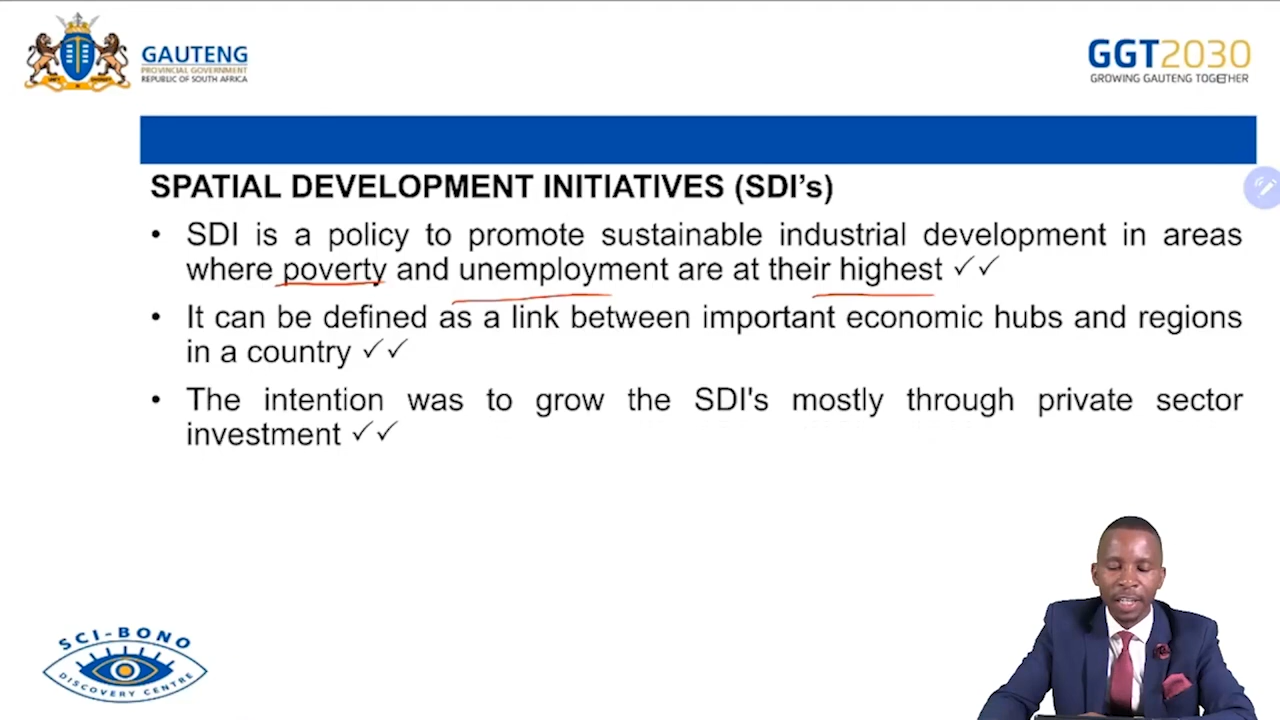 GAUTENG
PROVINCIAL GOVERNMENT
REPUBLIC OF SOUTH AFRICA
GGT2030
GROWING GAUTENG TOGETHER
SPATIAL DEVELOPMENT INITIATIVES (SDI's)
• SDI is a policy to promote sustainable industrial development in areas
where poverty and unemployment are at their highest ✓✓
• It can be defined as a link between important economic hubs and regions
in a country ✓✓
• The intention was to grow the SDI's mostly through private sector
investment ✓✓
SCI-BONO
DISCOVERY CENTRE